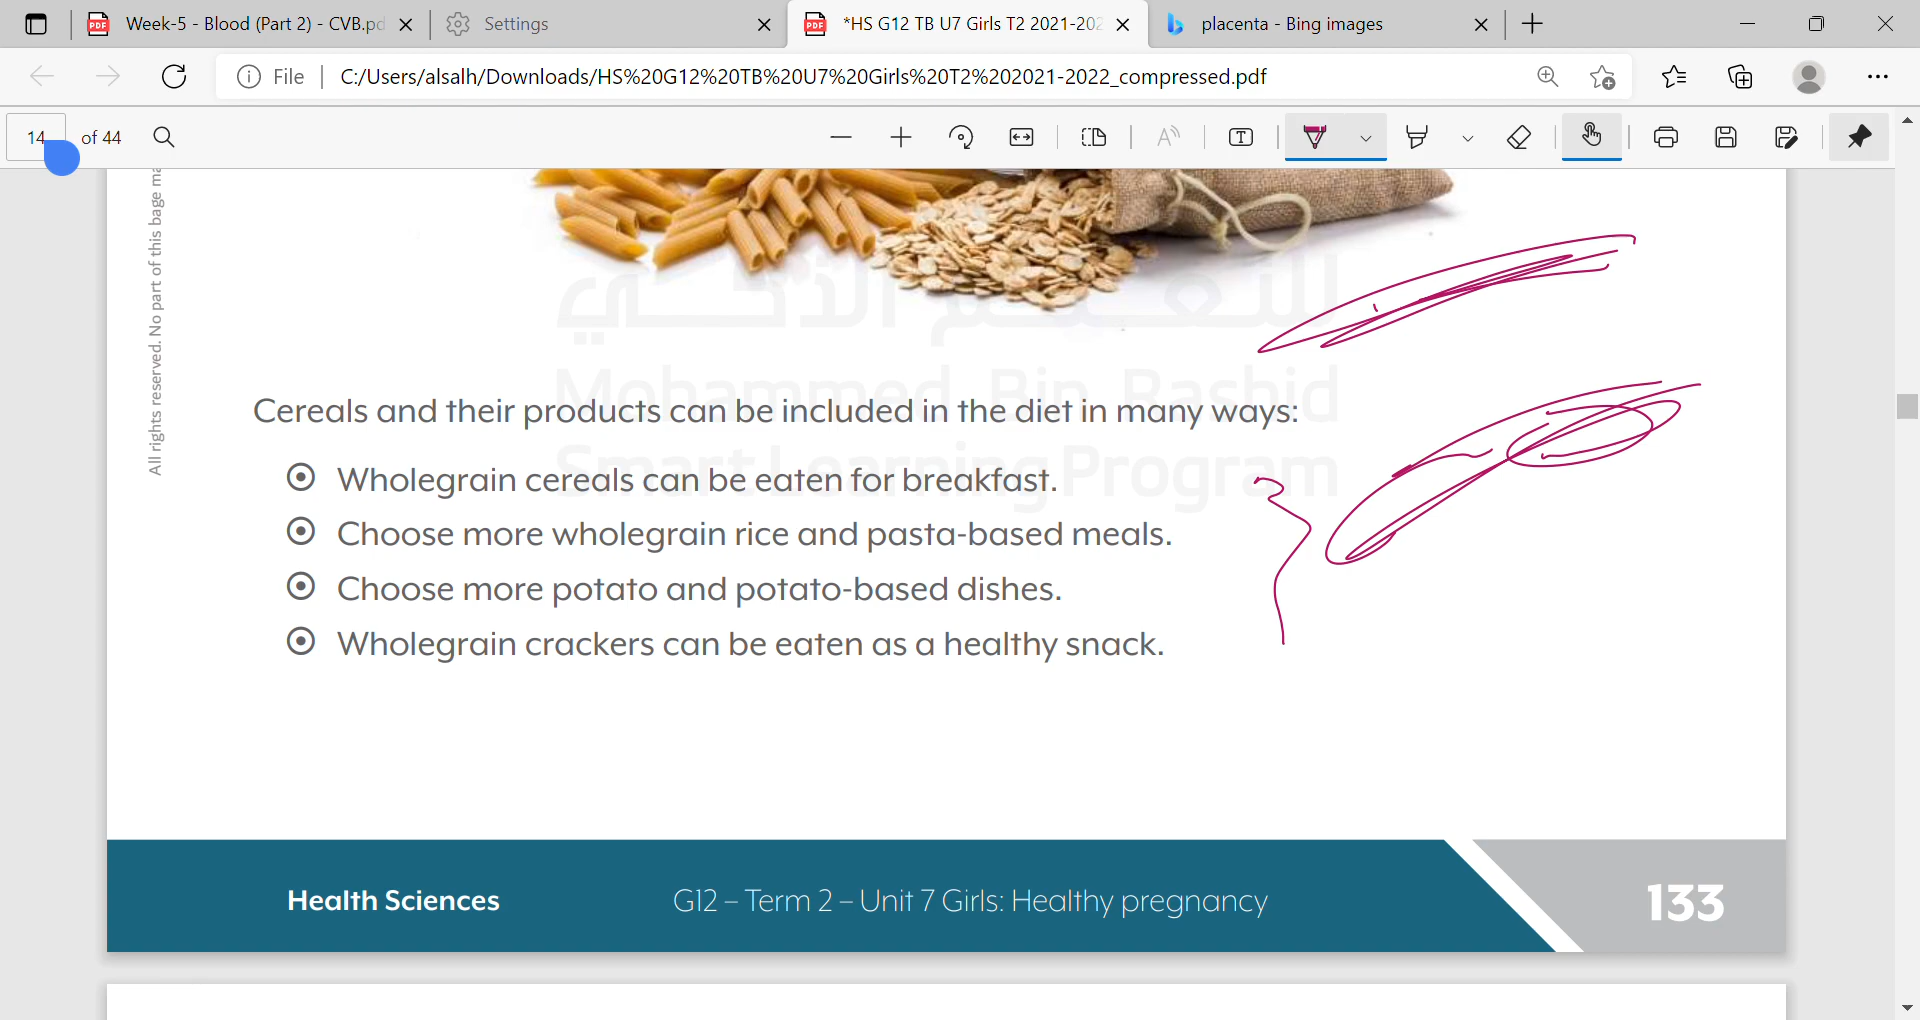 Week-5 - Blood (Part 2) - CVB.pd
Settings
*HS G12 TB U7 Girls T2 2021-202
placenta - Bing images
File
C:/Users/alsalh/Downloads/HS%20G12%20TB%20U7%20Girls%20T2%202021-2022_compressed.pdf
14 of 44
All rights reserved. No part of this bage ma
Mohammed Bin Rashid
Smart Learning Program
Cereals and their products can be included in the diet in many ways:
Wholegrain cereals can be eaten for breakfast.
Choose more wholegrain rice and pasta-based meals.
Choose more potato and potato-based dishes.
Wholegrain crackers can be eaten as a healthy snack.
Health Sciences
G12 – Term 2 – Unit 7 Girls: Healthy pregnancy
133